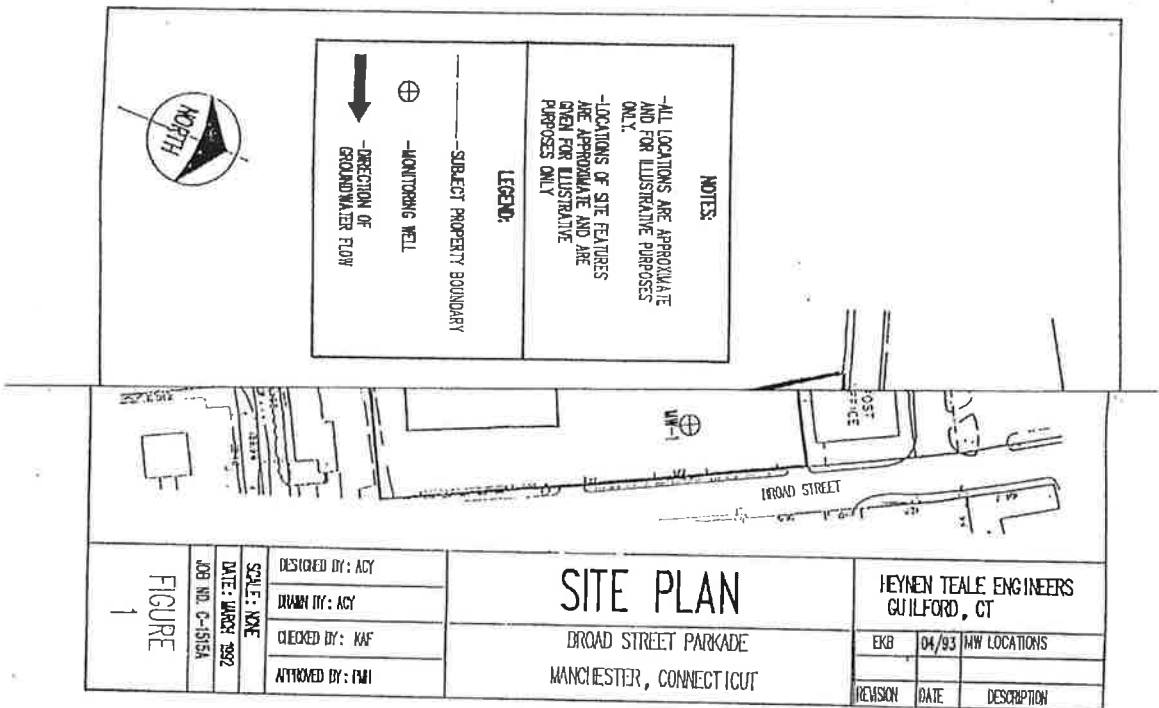 NORTH
NOTES:
-ALL LOCATIONS ARE APPROXIMATE
AND FOR ILLUSTRATIVE PURPOSES
ONLY.
-LOCATIONS OF SITE FEATURES
ARE APPROXIMATE AND ARE
GIVEN FOR ILLUSTRATIVE
PURPOSES ONLY
LEGEND:
-SUBJECT PROPERTY BOUNDARY
-MONITORING WELL
-DIRECTION OF
GROUNDWATER FLOW
MW-1
POST
OFFICE
BROAD STREET
FIGURE
1
JOB NO. C-1515A
DATE: MARCH 1992
SCALE: NONE
DESIGNED BY: ACY
DRAWN BY: ACY
CHECKED BY: KAF
APPROVED BY:
SITE PLAN
BROAD STREET PARKADE
MANCHESTER, CONNECTICUT
HEYNEN TEALE ENGINEERS
GUILFORD, CT
EKB 04/93 MW LOCATIONS
REVISION DATE DESCRIPTION